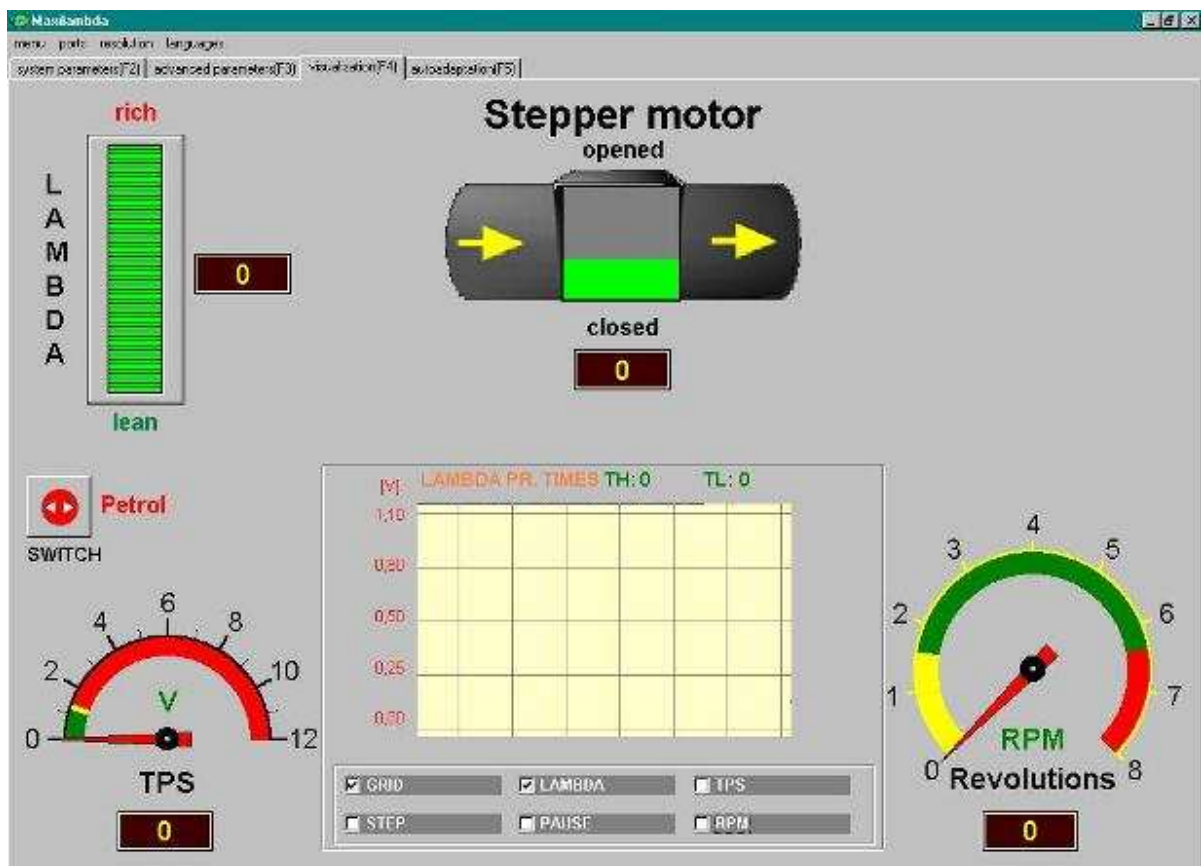 Maxilambda
menu ports resolution languages
system parameters(F2) advanced parameters(F3) visualization(F4) autoadaptation(F5)
rich
LAMBDA
0
lean
Stepper motor
opened
closed
0
Petrol
SWITCH
0 2 4 6 8 10 12
V
TPS
0
[V] LAMBDA PR. TIMES TH: 0 TL: 0
1,10
0,80
0,50
0,25
0,00
GRID LAMBDA TPS
STEP PAUSE RPM
0 1 2 3 4 5 6 7 8
RPM
Revolutions
0